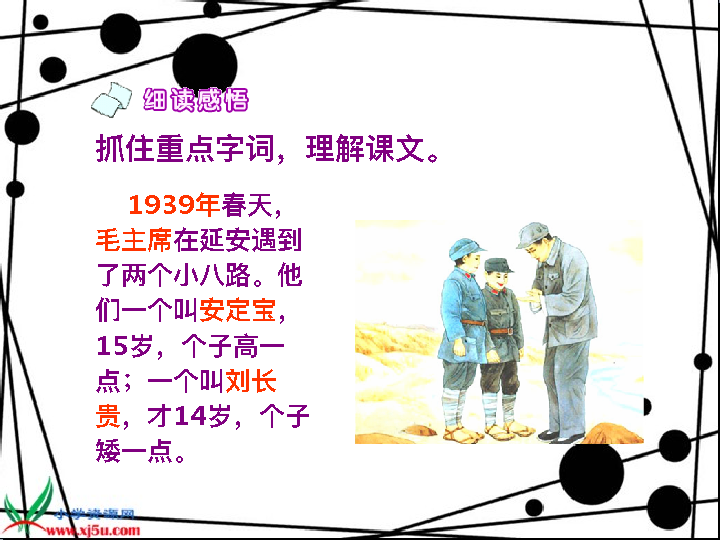 细读感悟
抓住重点字词，理解课文。
1939年春天，
毛主席在延安遇到
了两个小八路。他
们一个叫安定宝，
15岁，个子高一
点；一个叫刘长
贵，才14岁，个子
矮一点。
小学资源网
www.xj5u.com